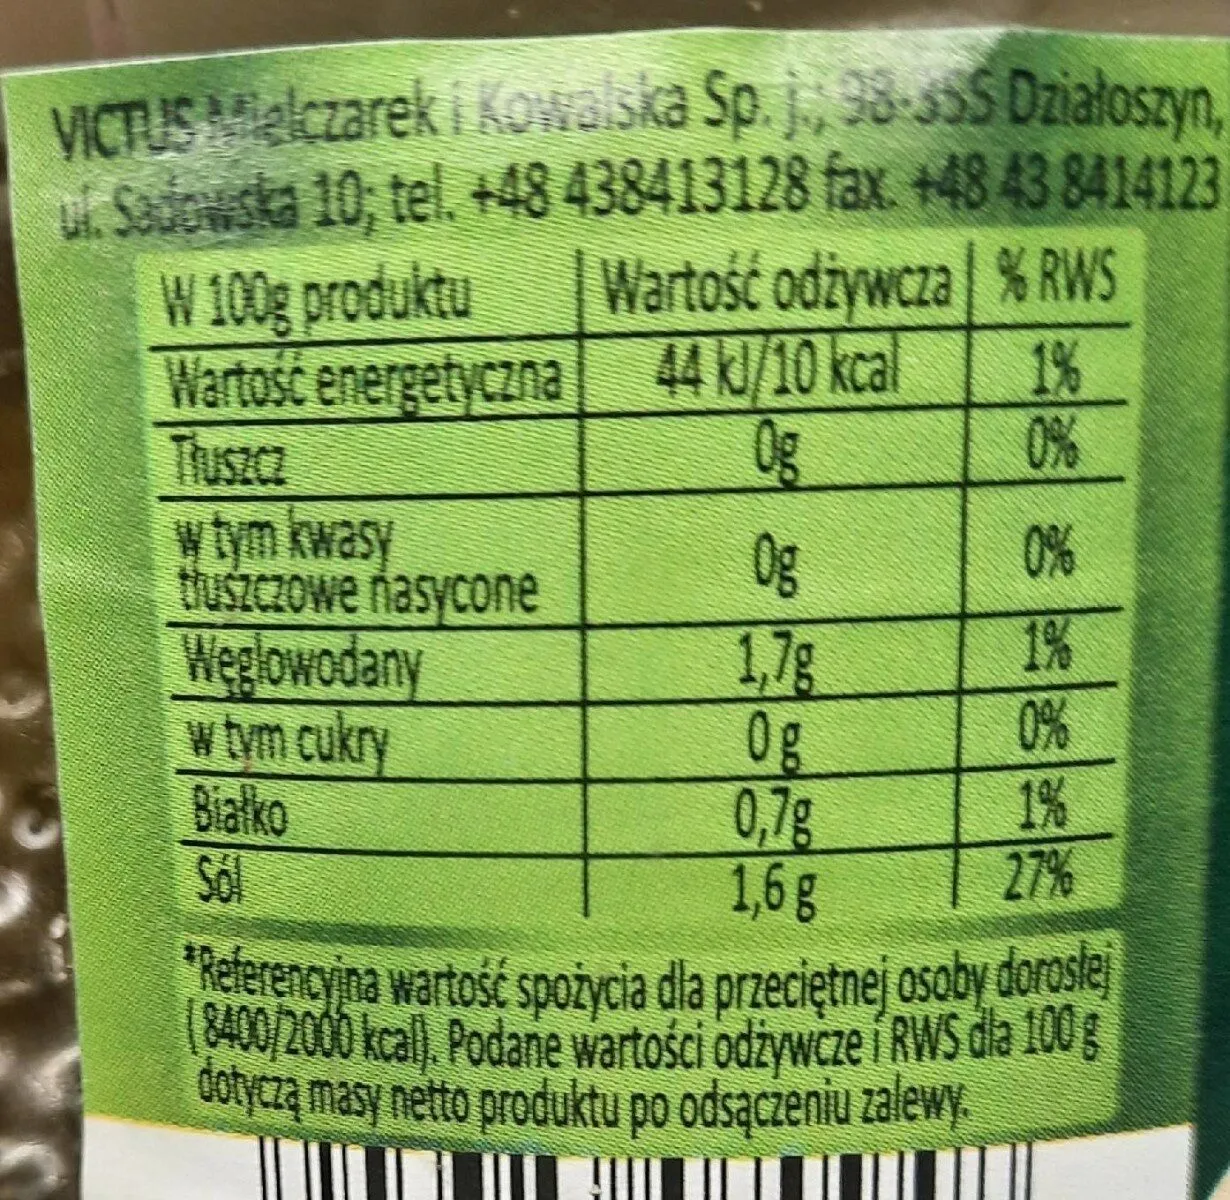 VICTUS Mielczarek i Kowalska Sp. j.; 98-355 Działoszyn,
ul. Sadowska 10; tel. +48 438413128 fax. +48 43 8414123
W 100g produktu Wartość odżywcza % RWS
Wartość energetyczna 44 kJ/10 kcal 1%
Tłuszcz 0g 0%
w tym kwasy
tłuszczowe nasycone 0g 0%
Węglowodany 1,7g 1%
w tym cukry 0 g 0%
Białko 0,7g 1%
Sól 1,6 g 27%
*Referencyjna wartość spożycia dla przeciętnej osoby dorosłej
(8400/2000 kcal). Podane wartości odżywcze i RWS dla 100 g
dotyczą masy netto produktu po odsączeniu zalewy.